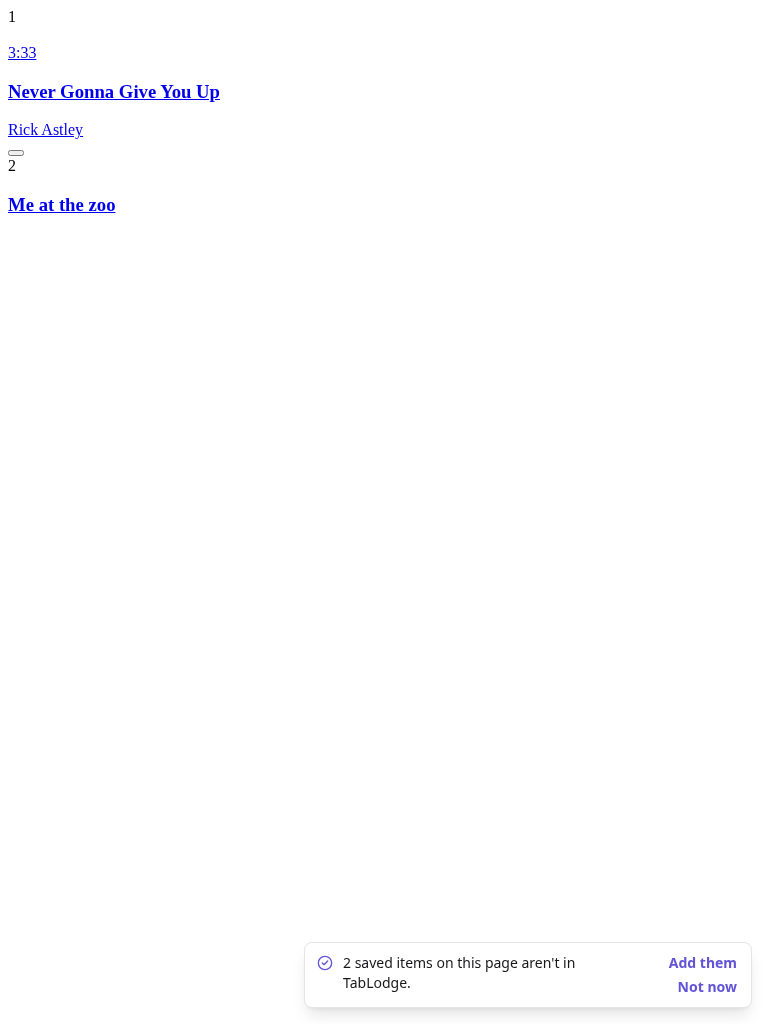 1
3:33
Never Gonna Give You Up
Rick Astley
2
Me at the zoo
2 saved items on this page aren't in
TabLodge.
Add them
Not now